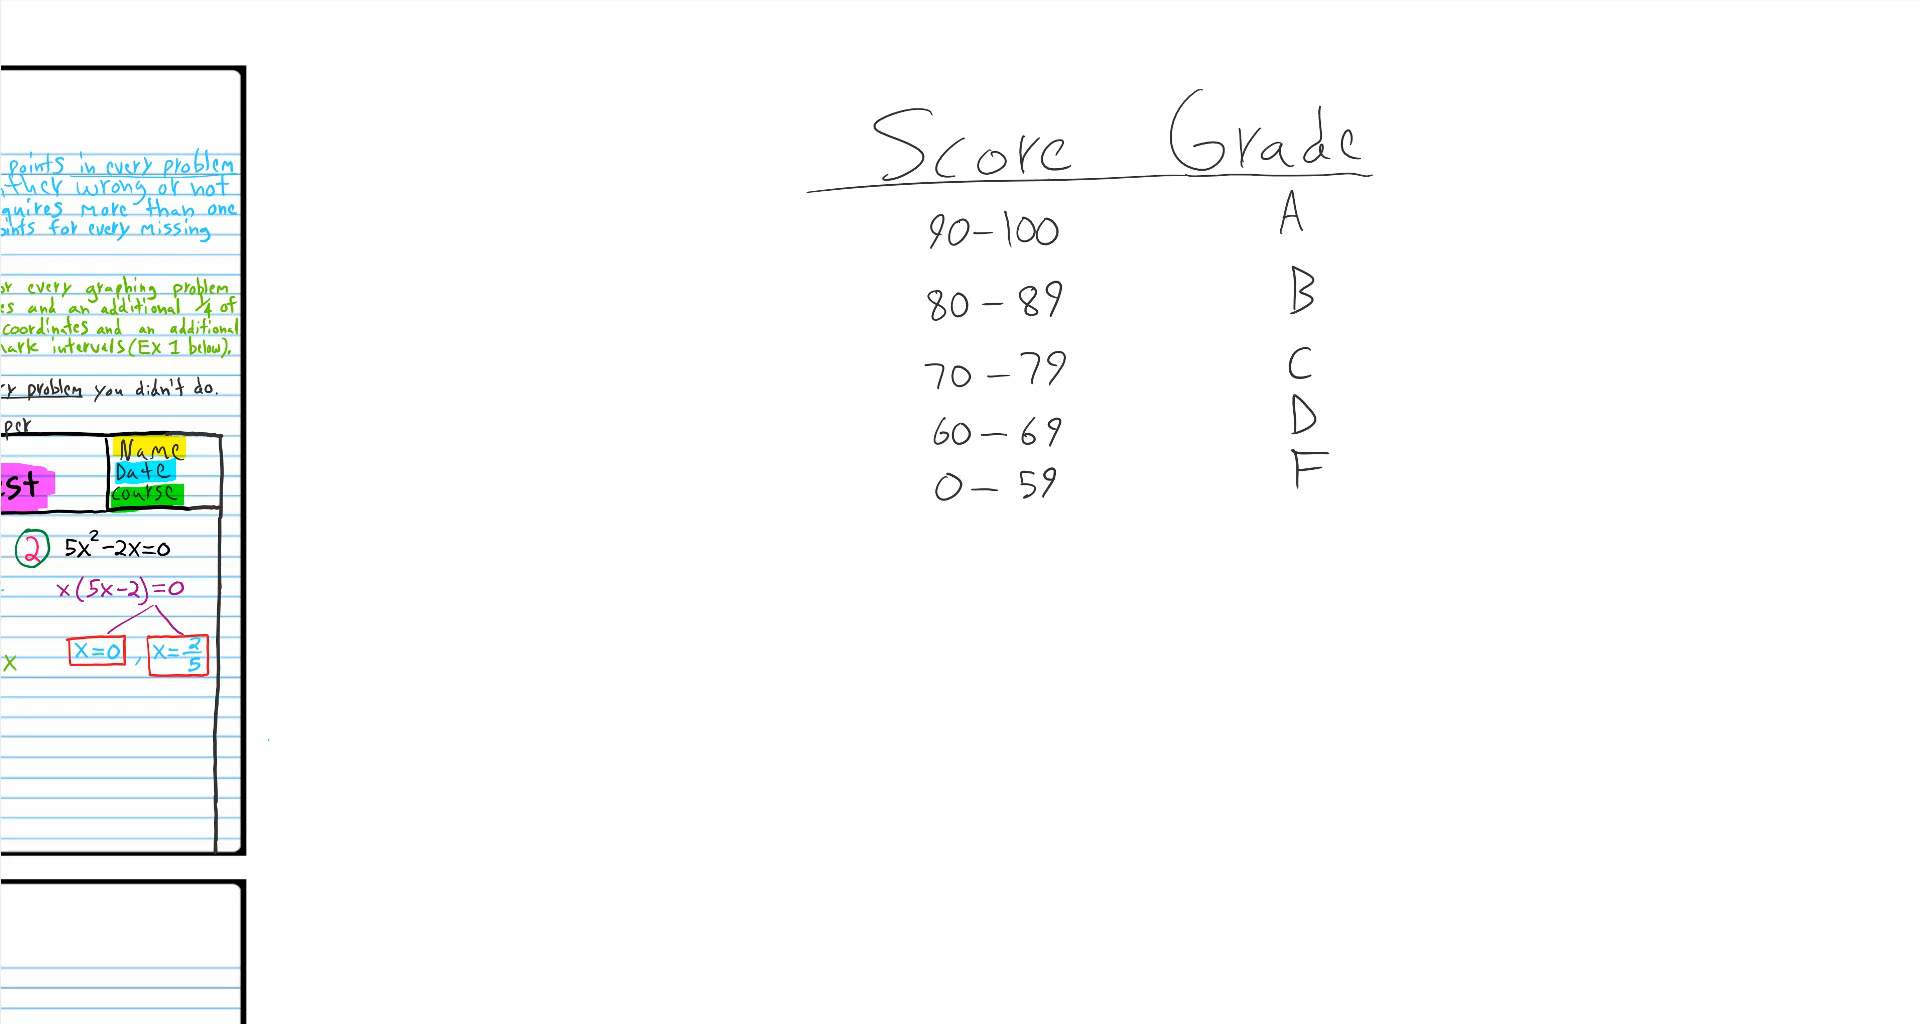 points in every problem
wrong or not
more than one
for every missing
every graphing problem
and an additional 1/4 of
coordinates and an additional
intervals (Ex 1 below).
problem you didn't do.
Name
Date
Course
2 5x²-2x=0
x(5x-2)=0
x=0, x=2/5
x
Score Grade
90-100 A
80-89 B
70-79 C
60-69 D
0-59 F